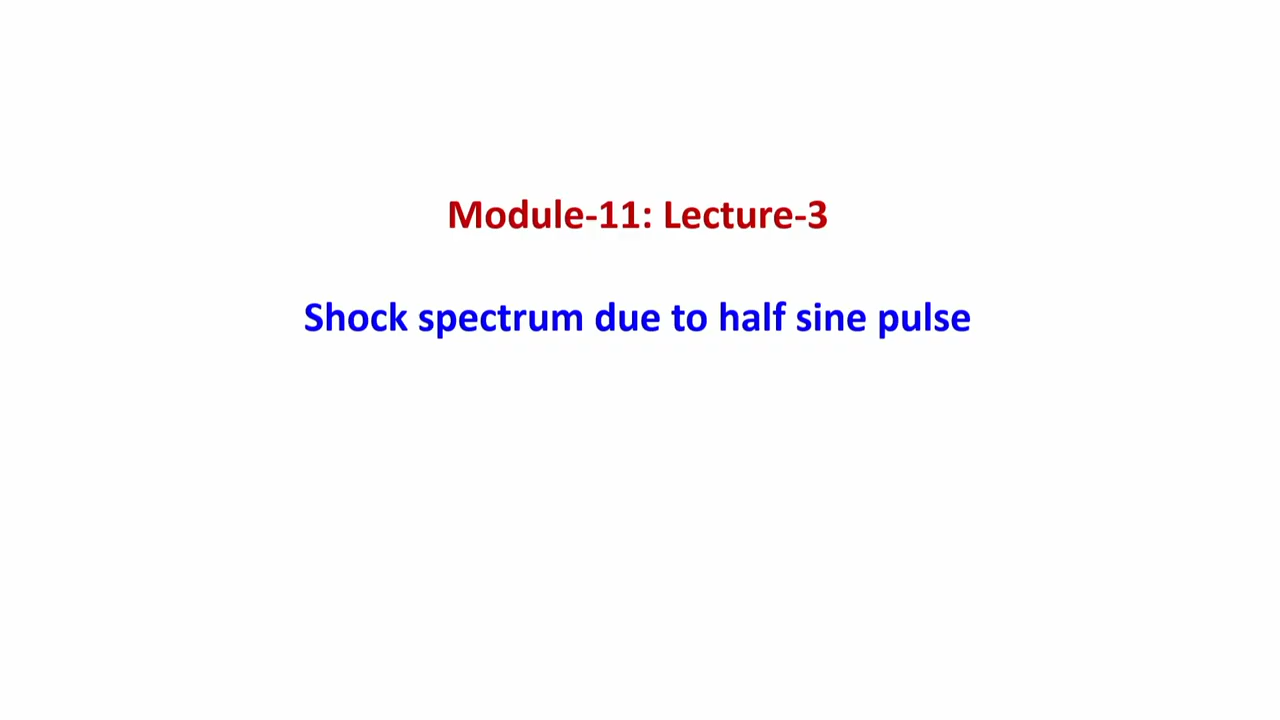 Module-11: Lecture-3
Shock spectrum due to half sine pulse